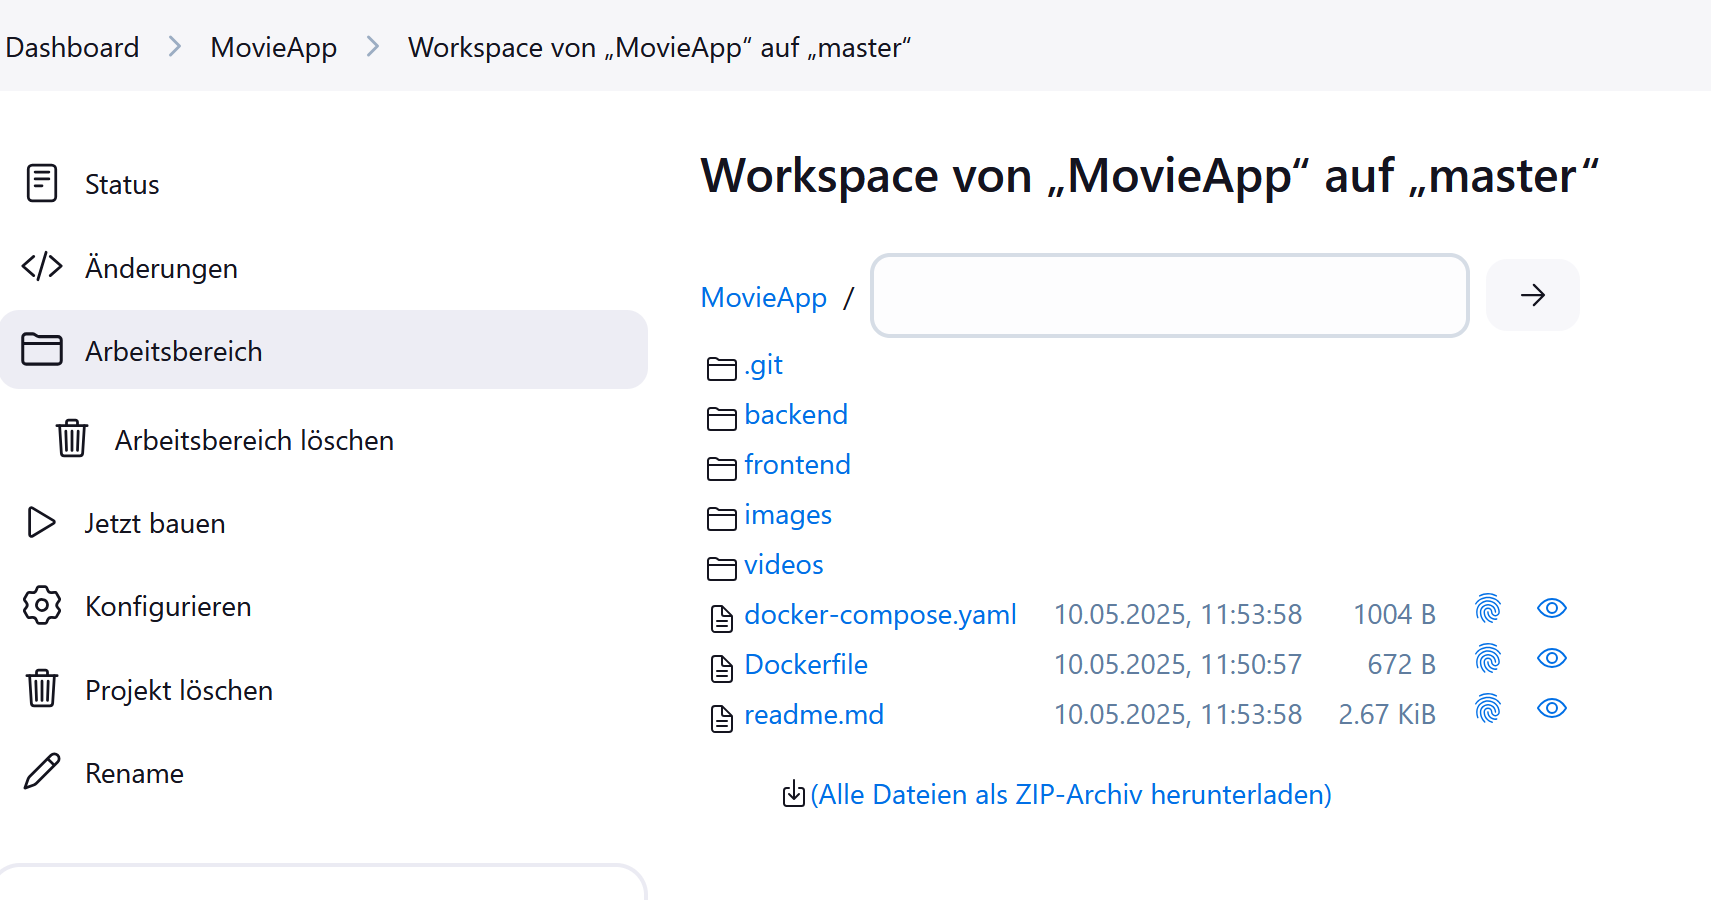 Dashboard > MovieApp > Workspace von „MovieApp“ auf „master“
Status
Änderungen
Arbeitsbereich
Arbeitsbereich löschen
Jetzt bauen
Konfigurieren
Projekt löschen
Rename
Workspace von „MovieApp“ auf „master“
MovieApp /
.git
backend
frontend
images
videos
docker-compose.yaml 10.05.2025, 11:53:58 1004 B
Dockerfile 10.05.2025, 11:50:57 672 B
readme.md 10.05.2025, 11:53:58 2.67 KiB
(Alle Dateien als ZIP-Archiv herunterladen)